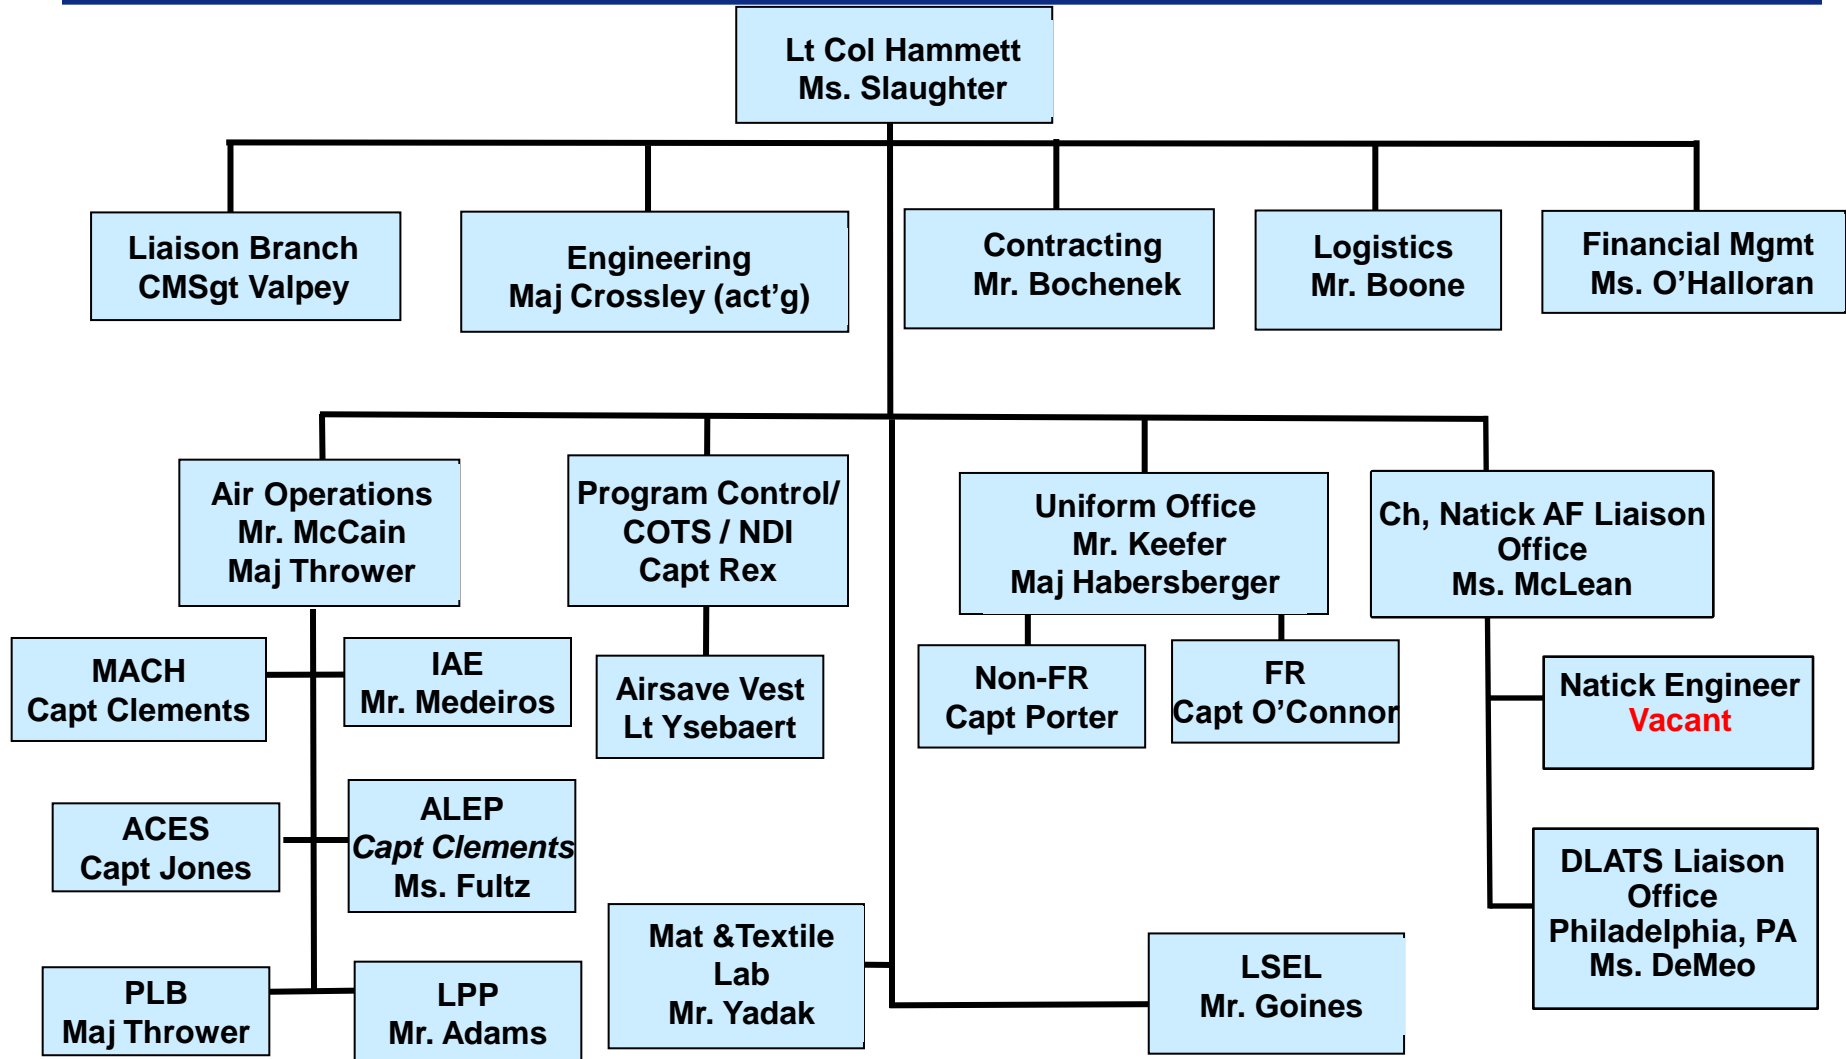 Lt Col Hammett
Ms. Slaughter
Liaison Branch
CMSgt Valpey
Engineering
Maj Crossley (act’g)
Contracting
Mr. Bochenek
Logistics
Mr. Boone
Financial Mgmt
Ms. O’Halloran
Air Operations
Mr. McCain
Maj Thrower
Program Control/
COTS / NDI
Capt Rex
Uniform Office
Mr. Keefer
Maj Habersberger
Ch, Natick AF Liaison
Office
Ms. McLean
MACH
Capt Clements
IAE
Mr. Medeiros
Airsave Vest
Lt Ysebaert
Non-FR
Capt Porter
FR
Capt O’Connor
Natick Engineer
Vacant
ACES
Capt Jones
ALEP
Capt Clements
Ms. Fultz
DLATS Liaison
Office
Philadelphia, PA
Ms. DeMeo
Mat &Textile
Lab
Mr. Yadak
LSEL
Mr. Goines
PLB
Maj Thrower
LPP
Mr. Adams